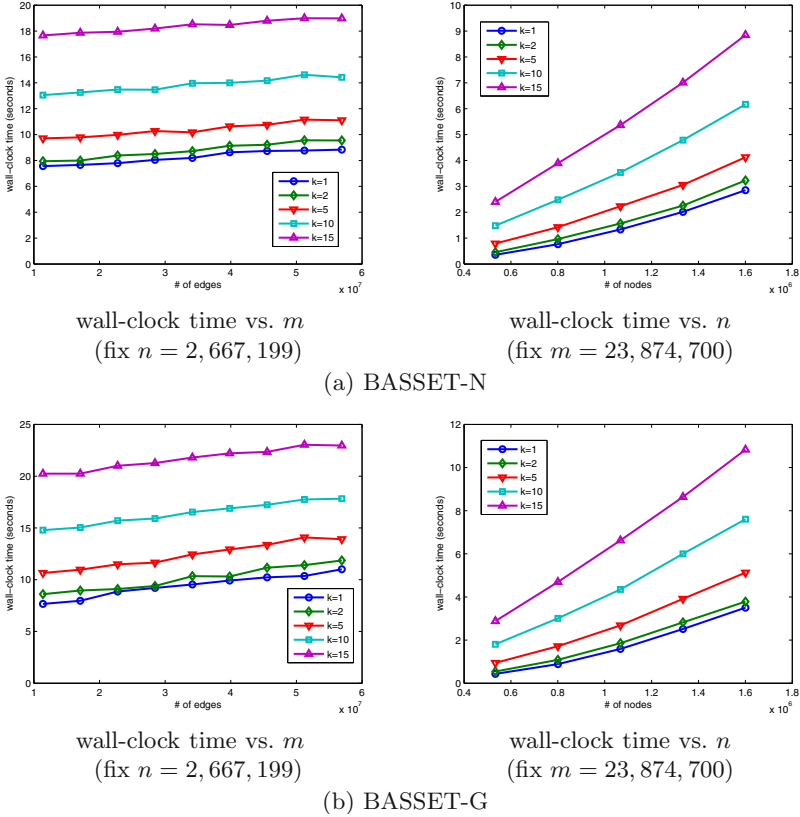 20
18
16
14
12
10
8
6
4
2
0
wall-clock time (seconds)
k=1
k=2
k=5
k=10
k=15
1
2
3
4
5
6
# of edges
x 10^7
wall-clock time vs. m
(fix n = 2, 667, 199)
10
9
8
7
6
5
4
3
2
1
0
wall-clock time (seconds)
k=1
k=2
k=5
k=10
k=15
0.4
0.6
0.8
1
1.2
1.4
1.6
1.8
# of nodes
x 10^6
wall-clock time vs. n
(fix m = 23, 874, 700)
(a) BASSET-N
25
20
15
10
5
0
wall-clock time (seconds)
k=1
k=2
k=5
k=10
k=15
1
2
3
4
5
6
# of edges
x 10^7
wall-clock time vs. m
(fix n = 2, 667, 199)
12
10
8
6
4
2
0
wall-clock time (seconds)
k=1
k=2
k=5
k=10
k=15
0.4
0.6
0.8
1
1.2
1.4
1.6
1.8
# of nodes
x 10^6
wall-clock time vs. n
(fix m = 23, 874, 700)
(b) BASSET-G